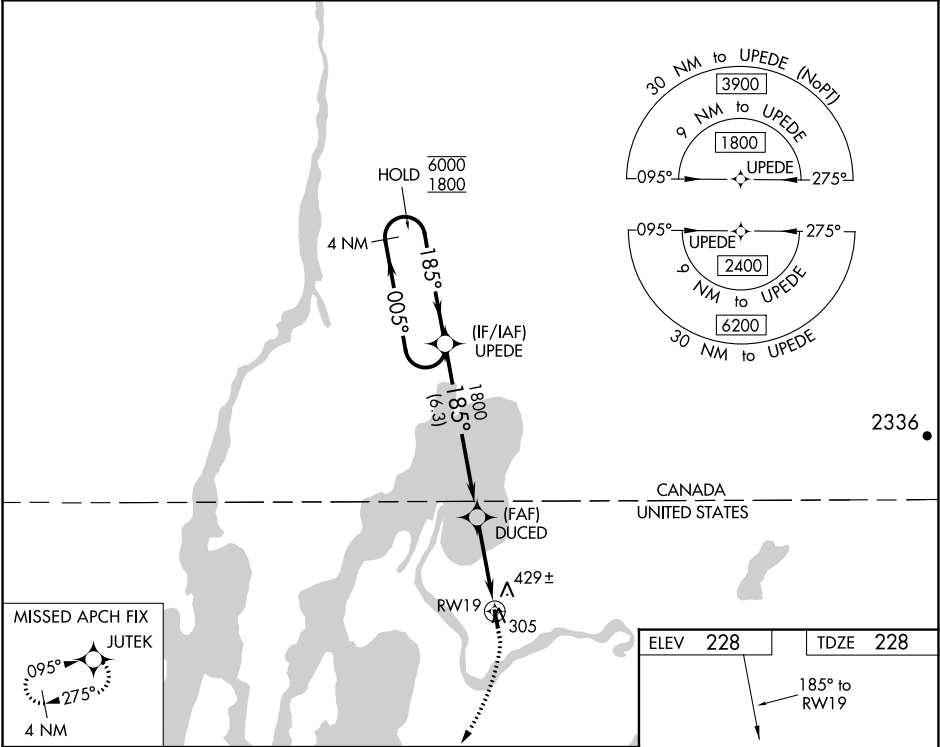 30 NM to UPEDE (NoPT)
3900
9 NM to UPEDE
1800
UPEDE
095°
275°
095°
275°
UPEDE
2400
9 NM to UPEDE
6200
30 NM to UPEDE
HOLD
6000
1800
4 NM
185°
005°
(IF/IAF)
UPEDE
1800
185°
(6.3)
2336
CANADA
UNITED STATES
(FAF)
DUCED
429±
RW19
305
MISSED APCH FIX
JUTEK
095°
275°
4 NM
ELEV 228
TDZE 228
185° to
RW19